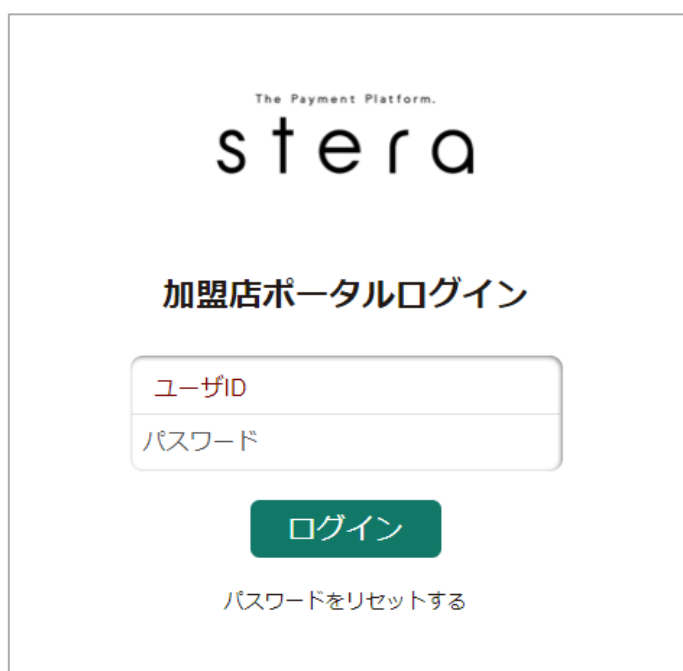 The Payment Platform.
stera
加盟店ポータルログイン
ユーザID
パスワード
ログイン
パスワードをリセットする